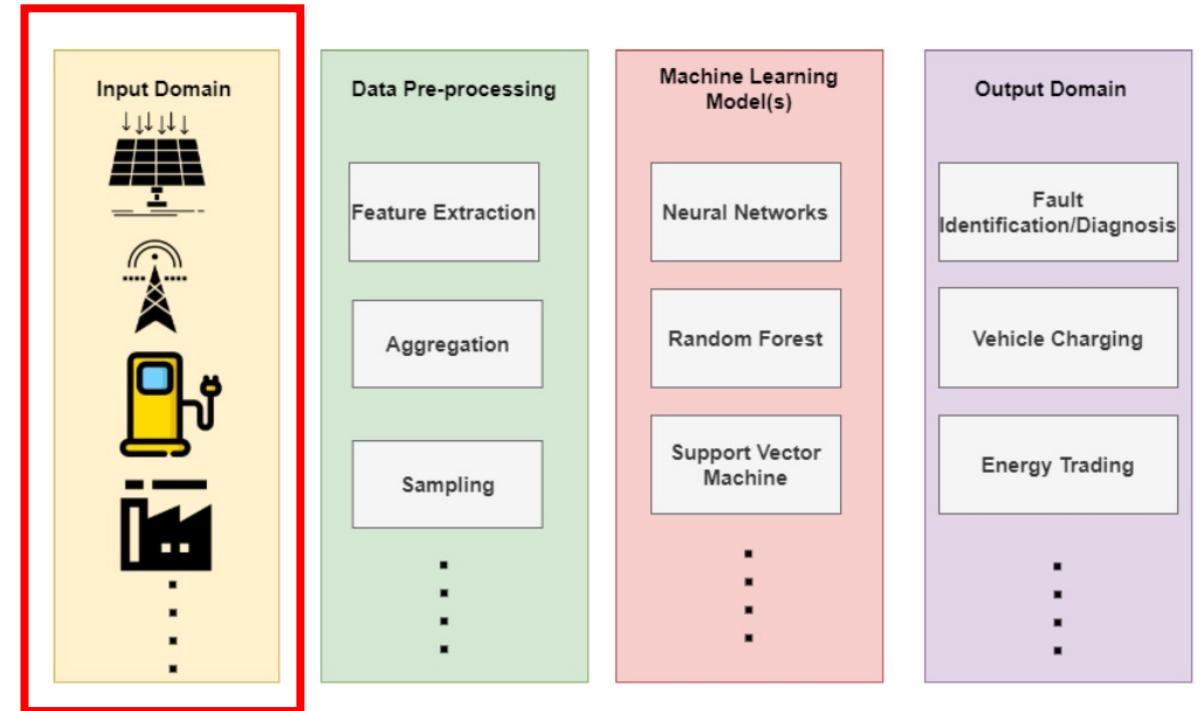 Input Domain
Data Pre-processing
Feature Extraction
Aggregation
Sampling
Machine Learning
Model(s)
Neural Networks
Random Forest
Support Vector
Machine
Output Domain
Fault
Identification/Diagnosis
Vehicle Charging
Energy Trading